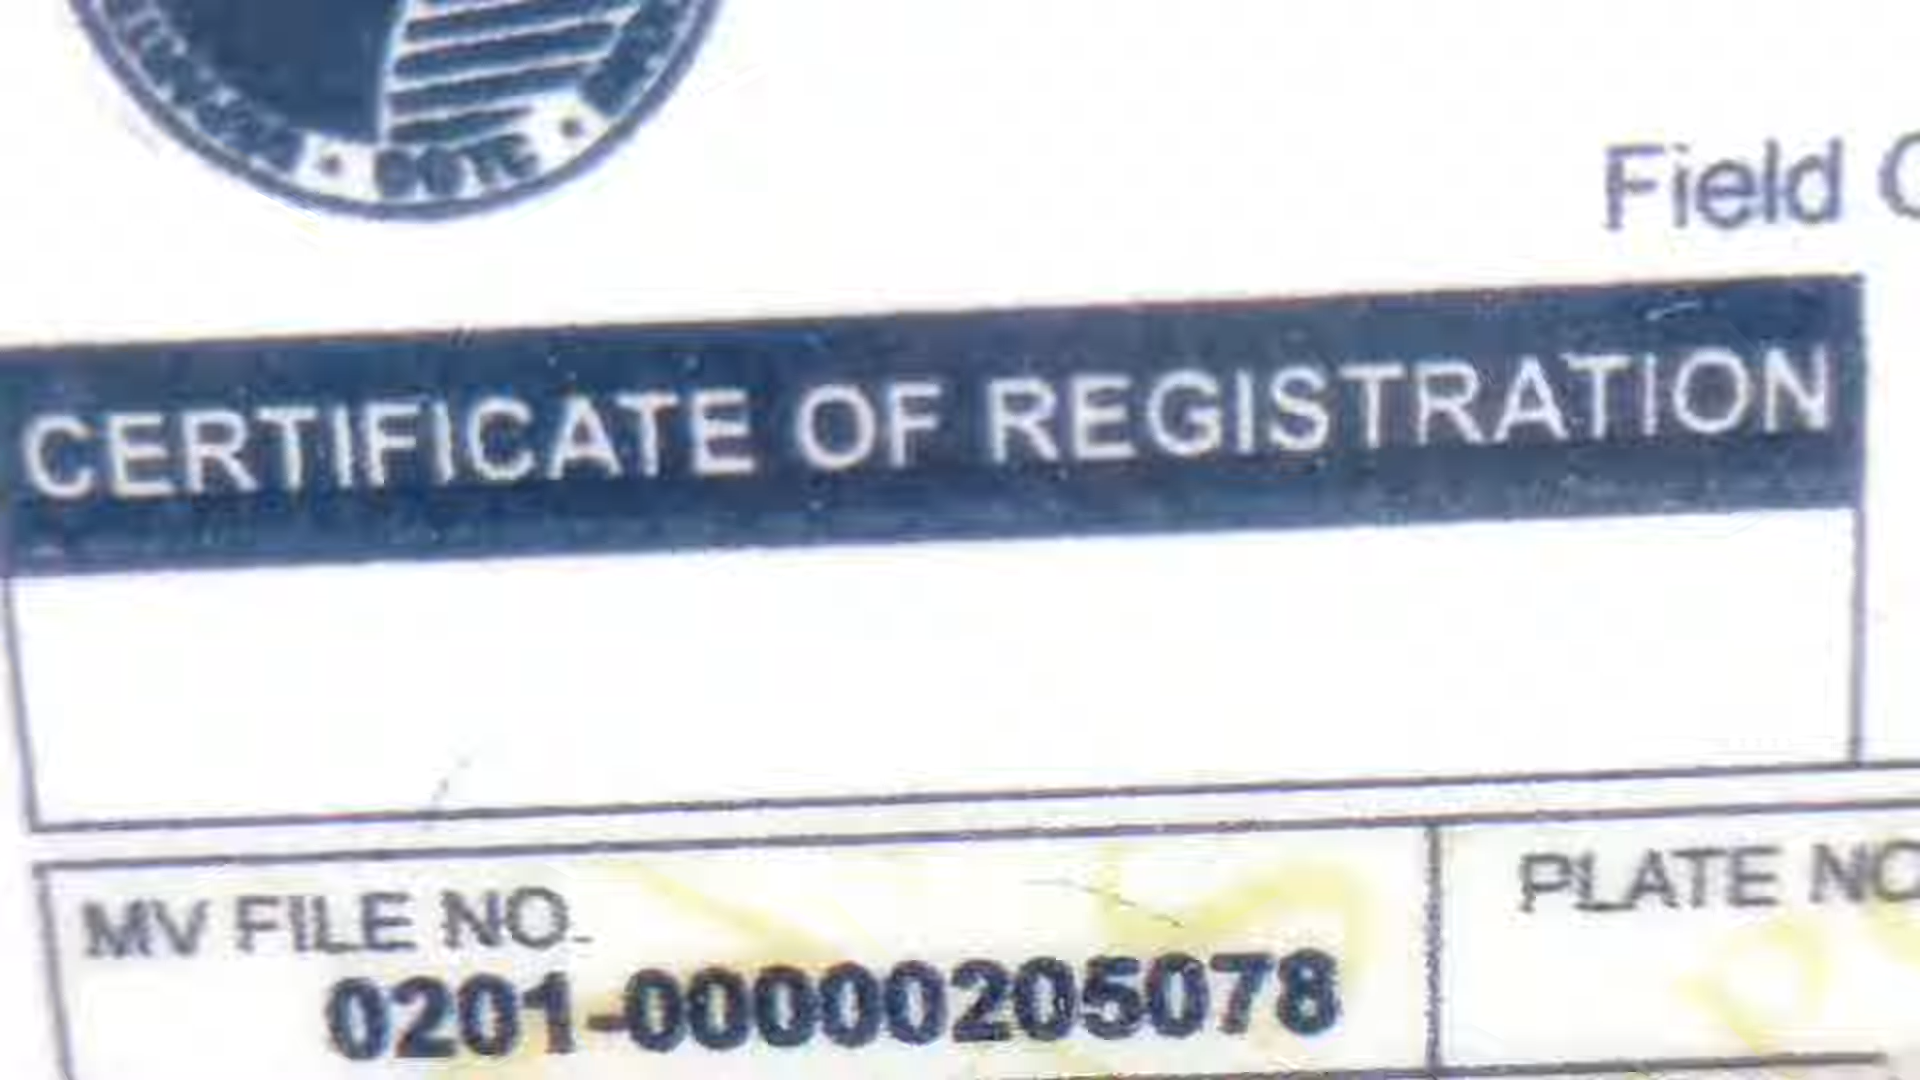 Field
CERTIFICATE OF REGISTRATION
MV FILE NO.
PLATE NO
0201-00000205078